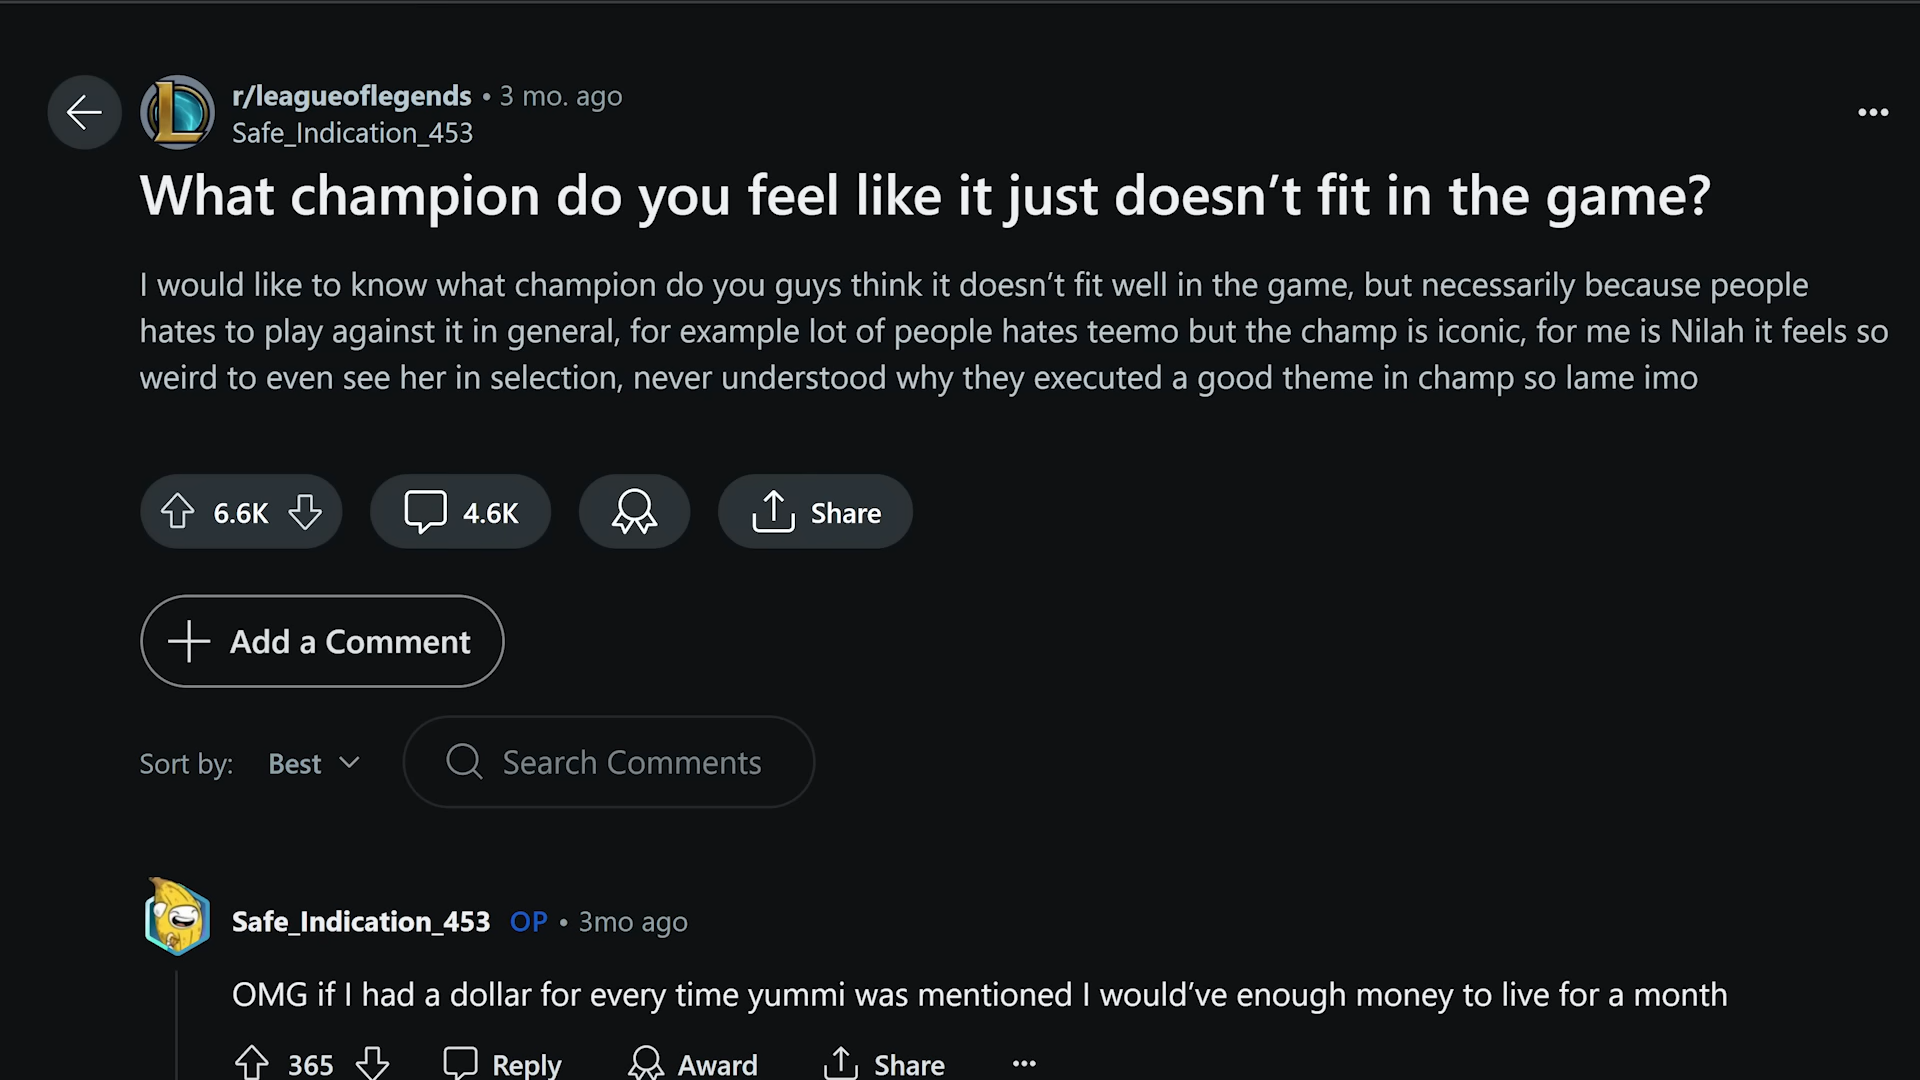 r/leagueoflegends • 3 mo. ago
Safe_Indication_453
What champion do you feel like it just doesn’t fit in the game?
I would like to know what champion do you guys think it doesn’t fit well in the game, but necessarily because people
hates to play against it in general, for example lot of people hates teemo but the champ is iconic, for me is Nilah it feels so
weird to even see her in selection, never understood why they executed a good theme in champ so lame imo
6.6K 4.6K Share
Add a Comment
Sort by: Best Search Comments
Safe_Indication_453 OP • 3mo ago
OMG if I had a dollar for every time yummi was mentioned I would’ve enough money to live for a month
365 Reply Award Share